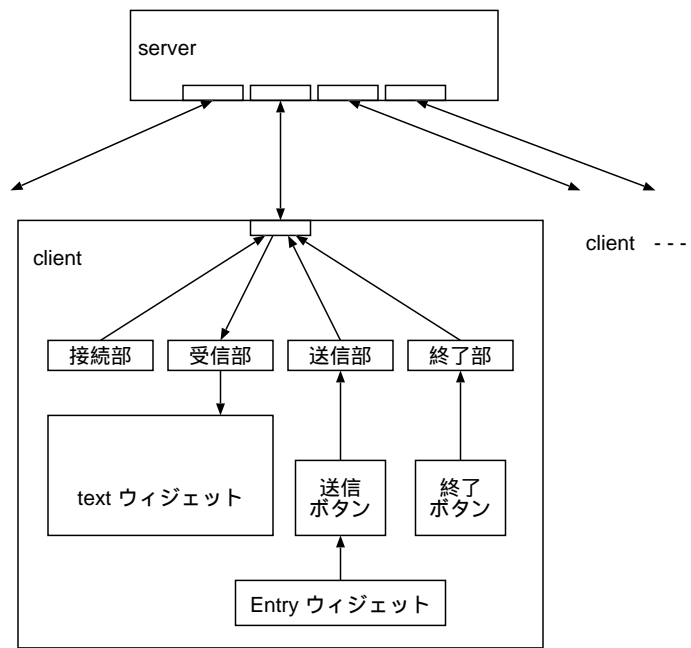 server
client
client - - -
接続部
受信部
送信部
終了部
text ウィジェット
送信
ボタン
終了
ボタン
Entry ウィジェット